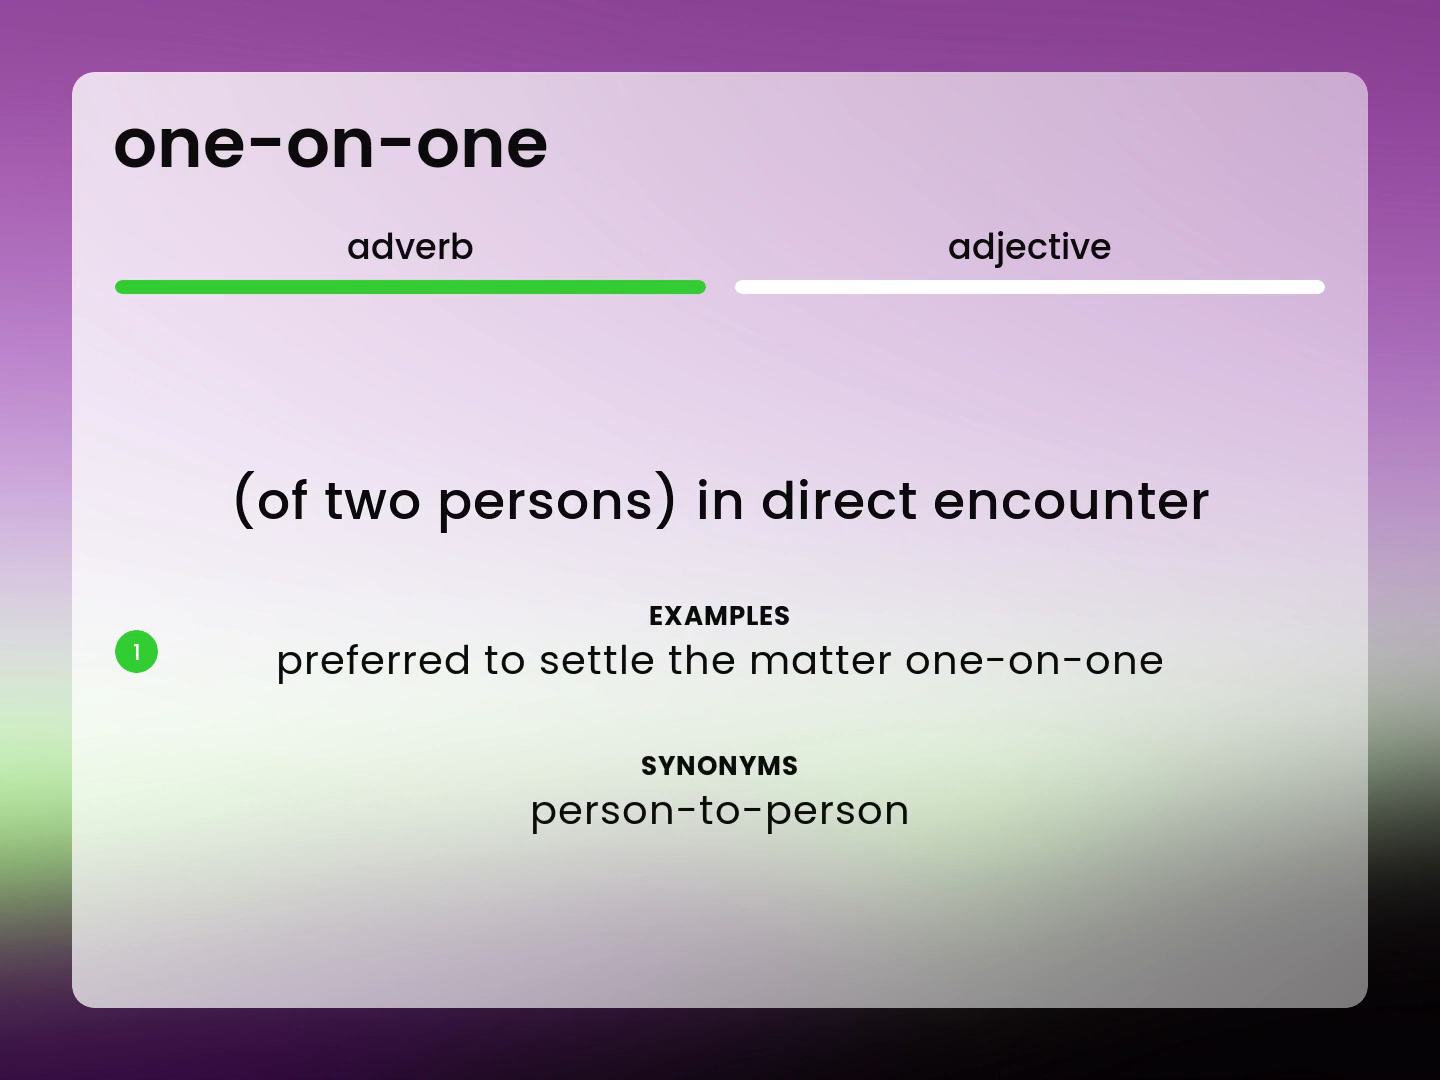 one-on-one
adverb
adjective
(of two persons) in direct encounter
EXAMPLES
1
preferred to settle the matter one-on-one
SYNONYMS
person-to-person